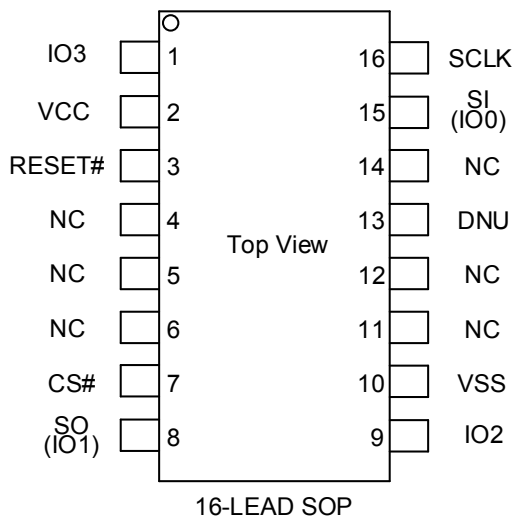 IO3 1 16 SCLK
VCC 2 15 SI
(IO0)
RESET# 3 14 NC
NC 4 13 DNU
Top View
NC 5 12 NC
NC 6 11 NC
CS# 7 10 VSS
SO
(IO1) 8 9 IO2
16-LEAD SOP